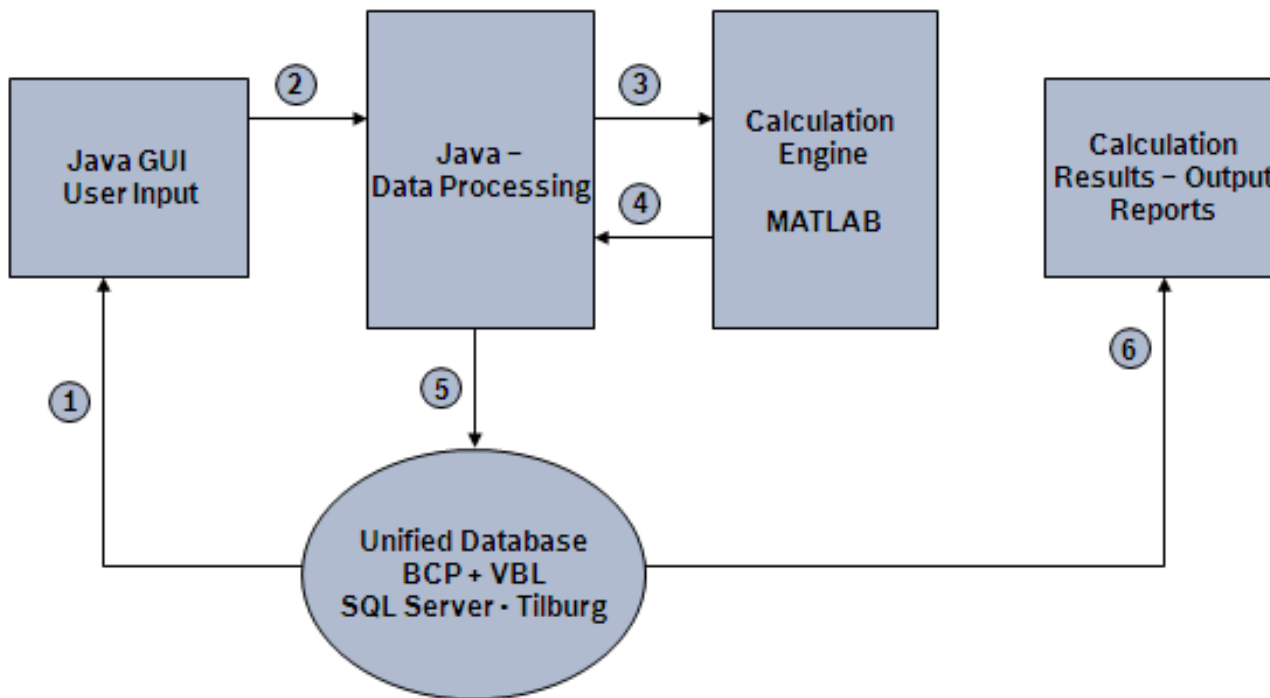 2
3
Java GUI
User Input
Java –
Data Processing
Calculation
Engine
MATLAB
4
Calculation
Results – Output
Reports
1
5
6
Unified Database
BCP + VBL
SQL Server · Tilburg